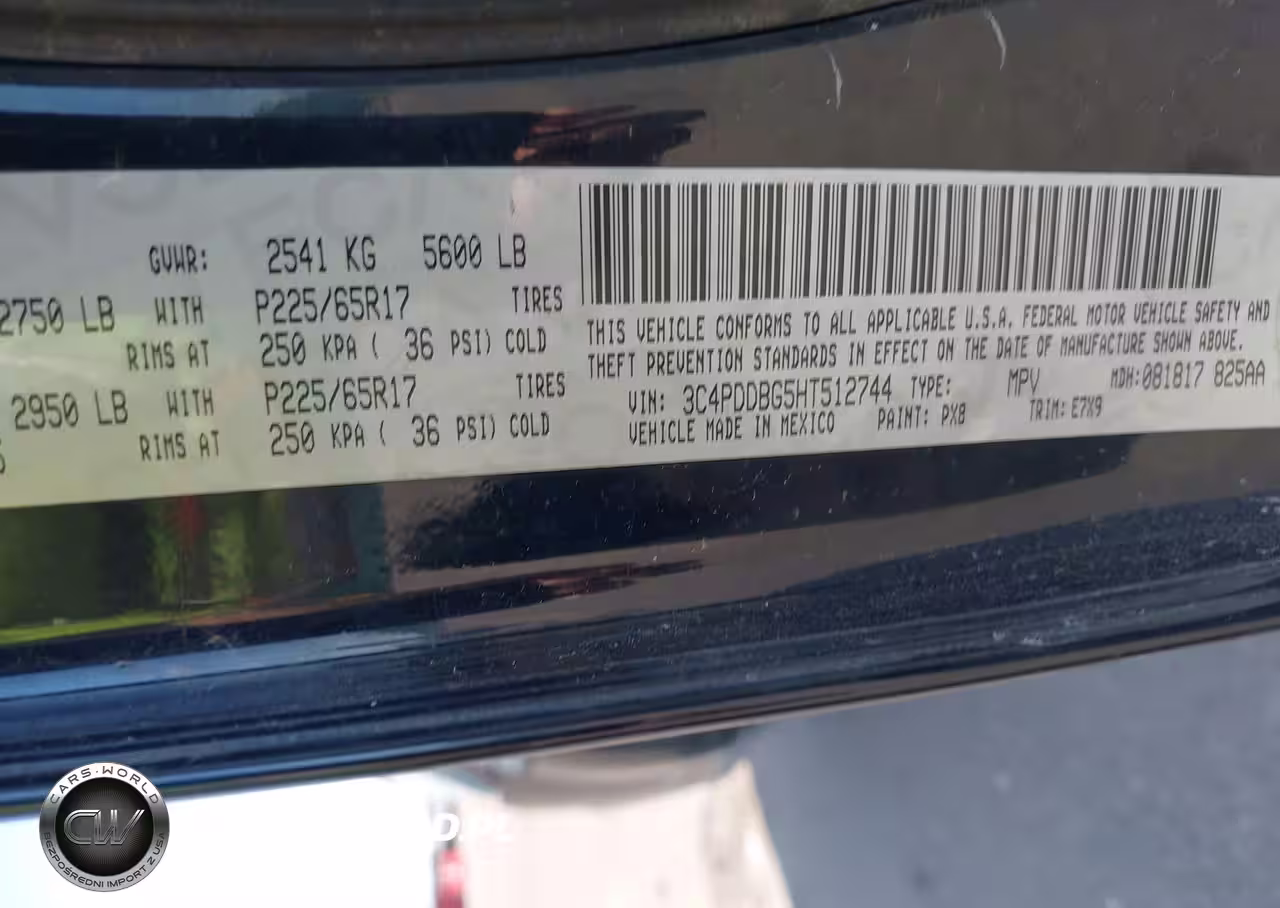 GVWR: 2541 KG 5600 LB
2750 LB WITH P225/65R17 TIRES
RIMS AT 250 KPA ( 36 PSI) COLD
2950 LB WITH P225/65R17 TIRES
RIMS AT 250 KPA ( 36 PSI) COLD
THIS VEHICLE CONFORMS TO ALL APPLICABLE U.S.A. FEDERAL MOTOR VEHICLE SAFETY AND
THEFT PREVENTION STANDARDS IN EFFECT ON THE DATE OF MANUFACTURE SHOWN ABOVE.
VIN: 3C4PDDBG5HT512744 TYPE: MPV MDH:081817 825AA
VEHICLE MADE IN MEXICO PAINT: PX8 TRIM: E7X9
CARS-WORLD
CW
BEZPOŚREDNI IMPORT Z USA
D.PL